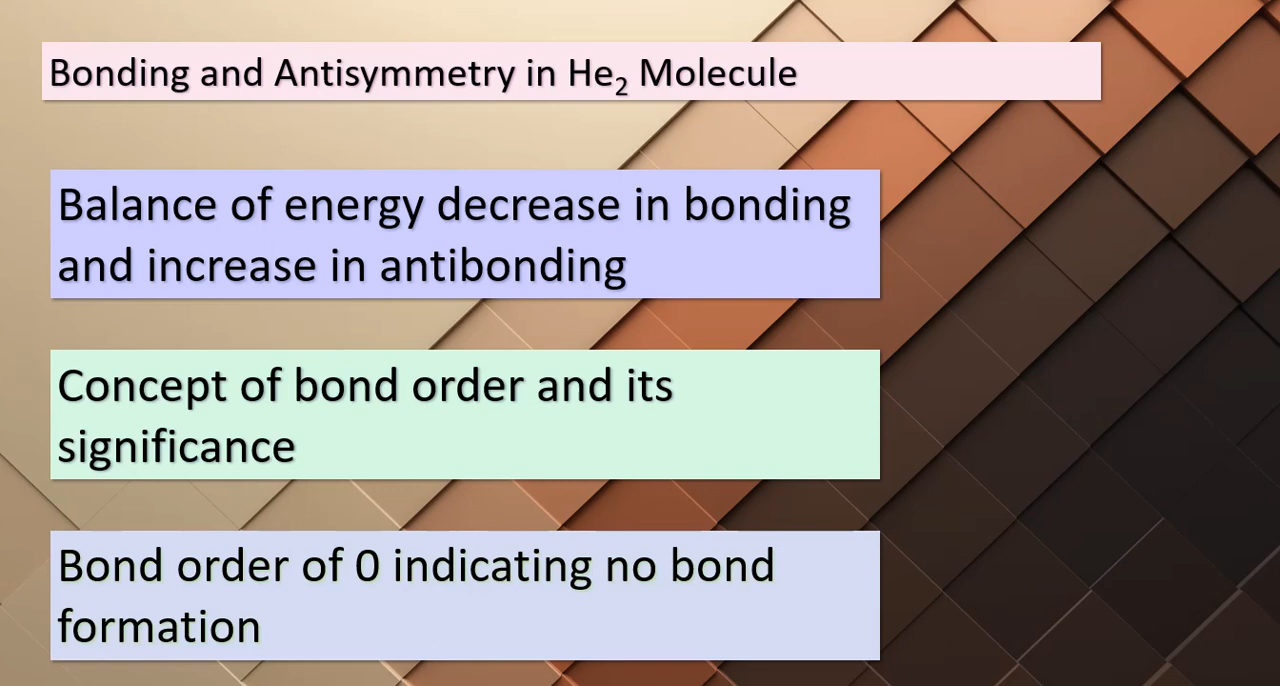 Bonding and Antisymmetry in He₂ Molecule
Balance of energy decrease in bonding
and increase in antibonding
Concept of bond order and its
significance
Bond order of 0 indicating no bond
formation